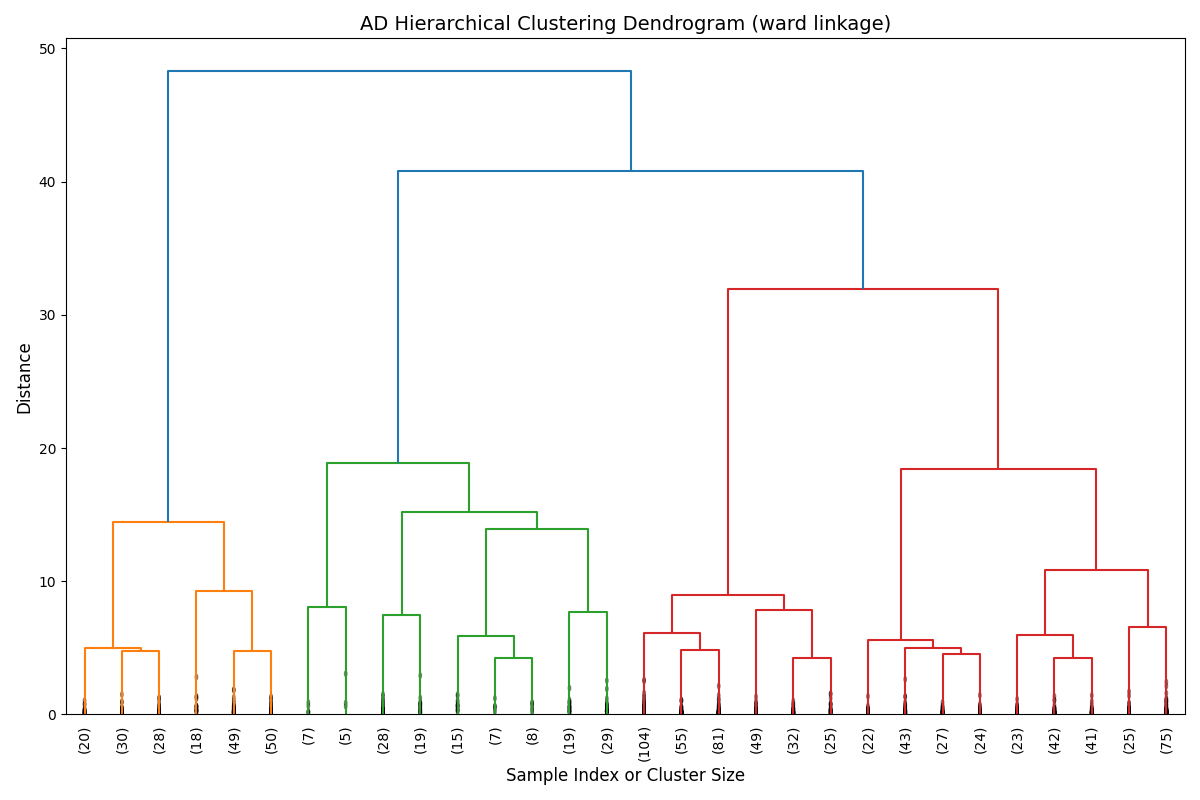 AD Hierarchical Clustering Dendrogram (ward linkage)
50
40
30
20
10
0
Distance
(20) (30) (28) (18) (49) (50) (7) (5) (28) (19) (15) (7) (8) (19) (29) (104) (55) (81) (49) (32) (25) (22) (43) (27) (24) (23) (42) (41) (25) (75)
Sample Index or Cluster Size